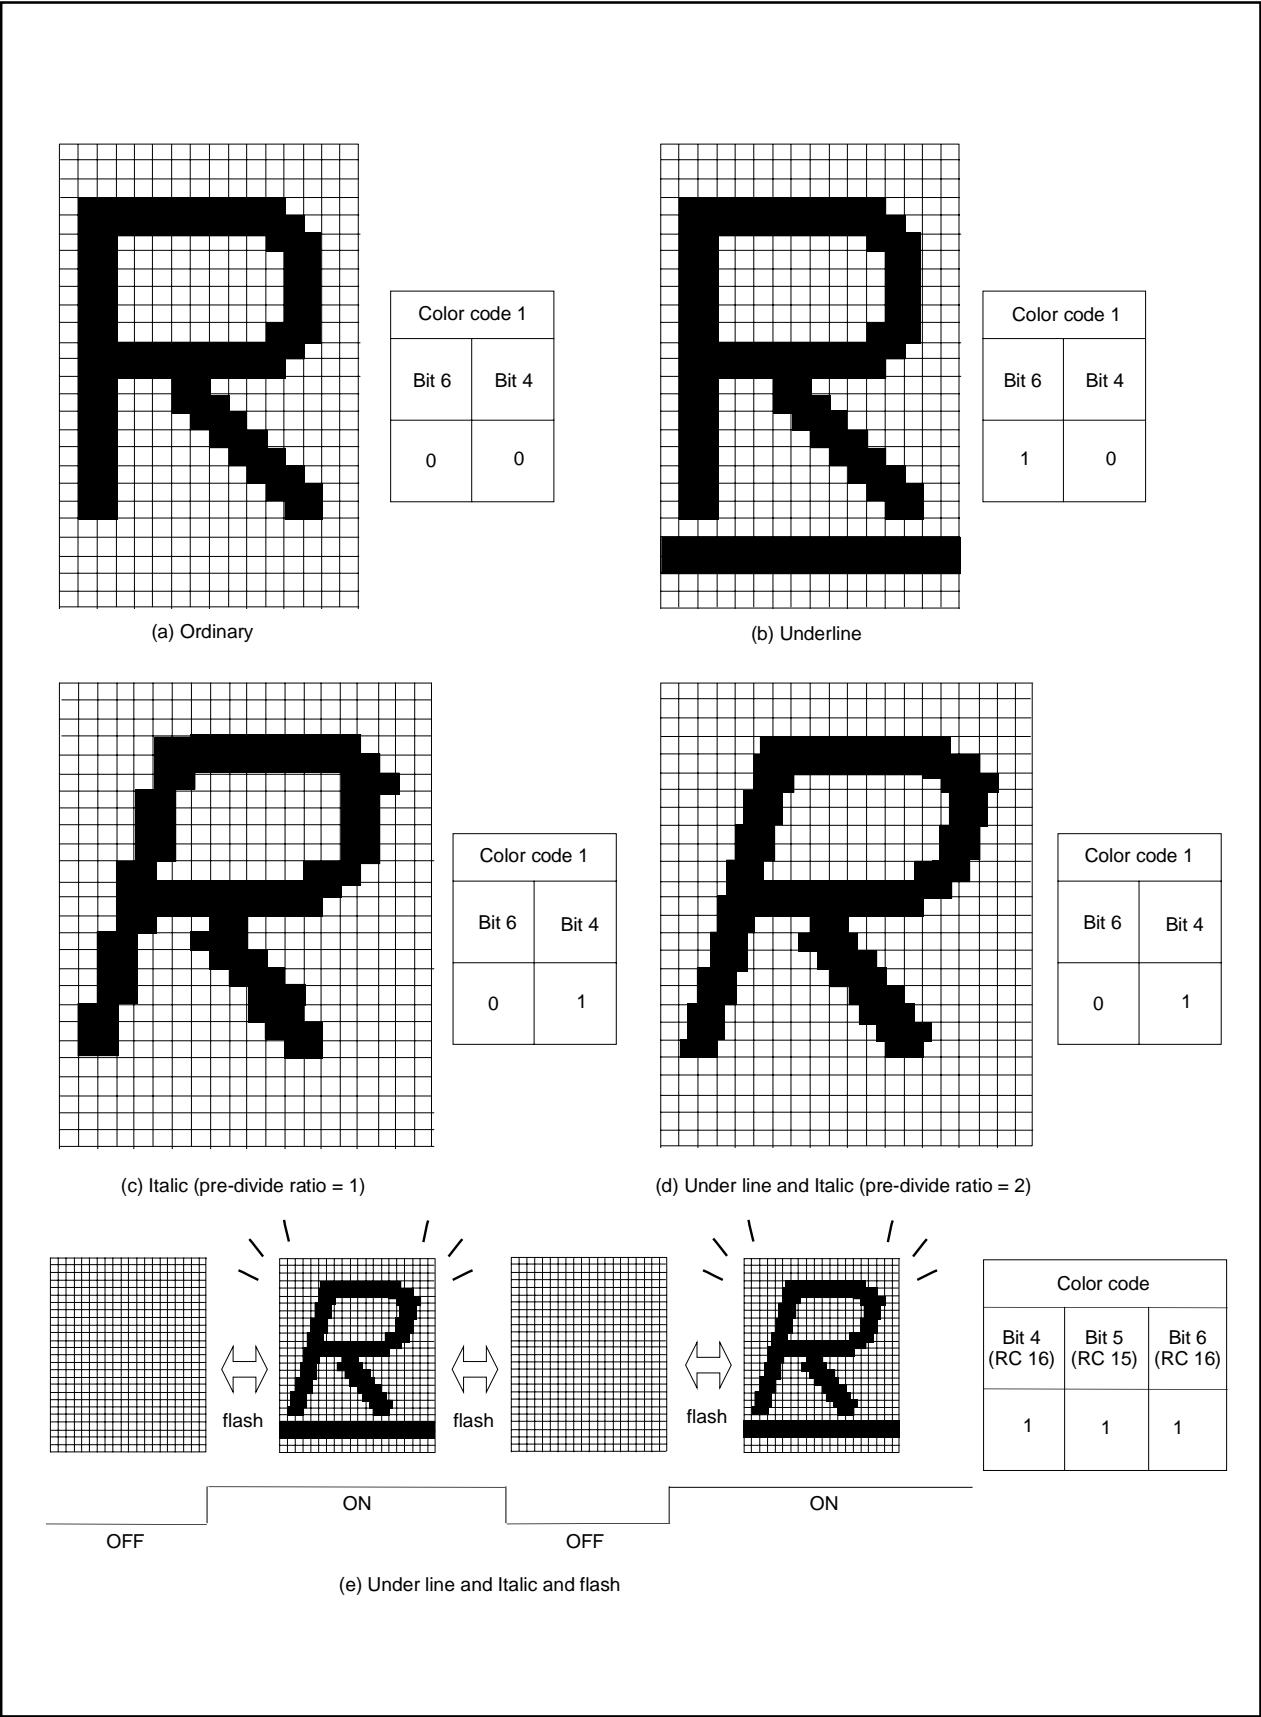 Color code 1
Bit 6 Bit 4
0 0
(a) Ordinary
Color code 1
Bit 6 Bit 4
1 0
(b) Underline
Color code 1
Bit 6 Bit 4
0 1
(c) Italic (pre-divide ratio = 1)
Color code 1
Bit 6 Bit 4
0 1
(d) Under line and Italic (pre-divide ratio = 2)
flash
flash
flash
Color code
Bit 4 Bit 5 Bit 6
(RC 16) (RC 15) (RC 16)
1 1 1
OFF
ON
OFF
ON
(e) Under line and Italic and flash